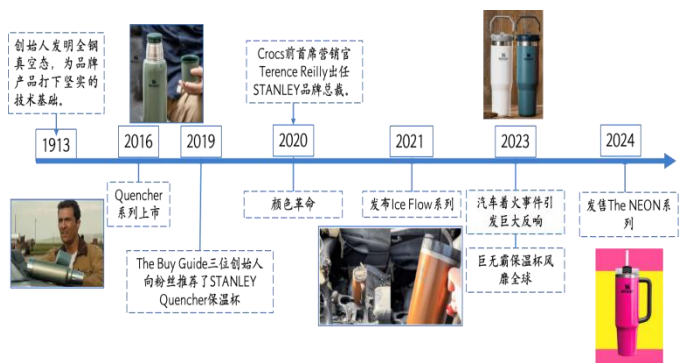 创始人发明全钢
真空态，为品牌
产品打下坚实的
技术基础。
Crocs前首席营销官
Terence Reilly出任
STANLEY品牌总裁。
1913
2016
2019
2020
2021
2023
2024
Quencher
系列上市
颜色革命
发布Ice Flow系列
汽车着火事件引
发巨大反响
发售The NEON系
列
The Buy Guide三位创始人
向粉丝推荐了STANLEY
Quencher保温杯
巨无霸保温杯风
靡全球